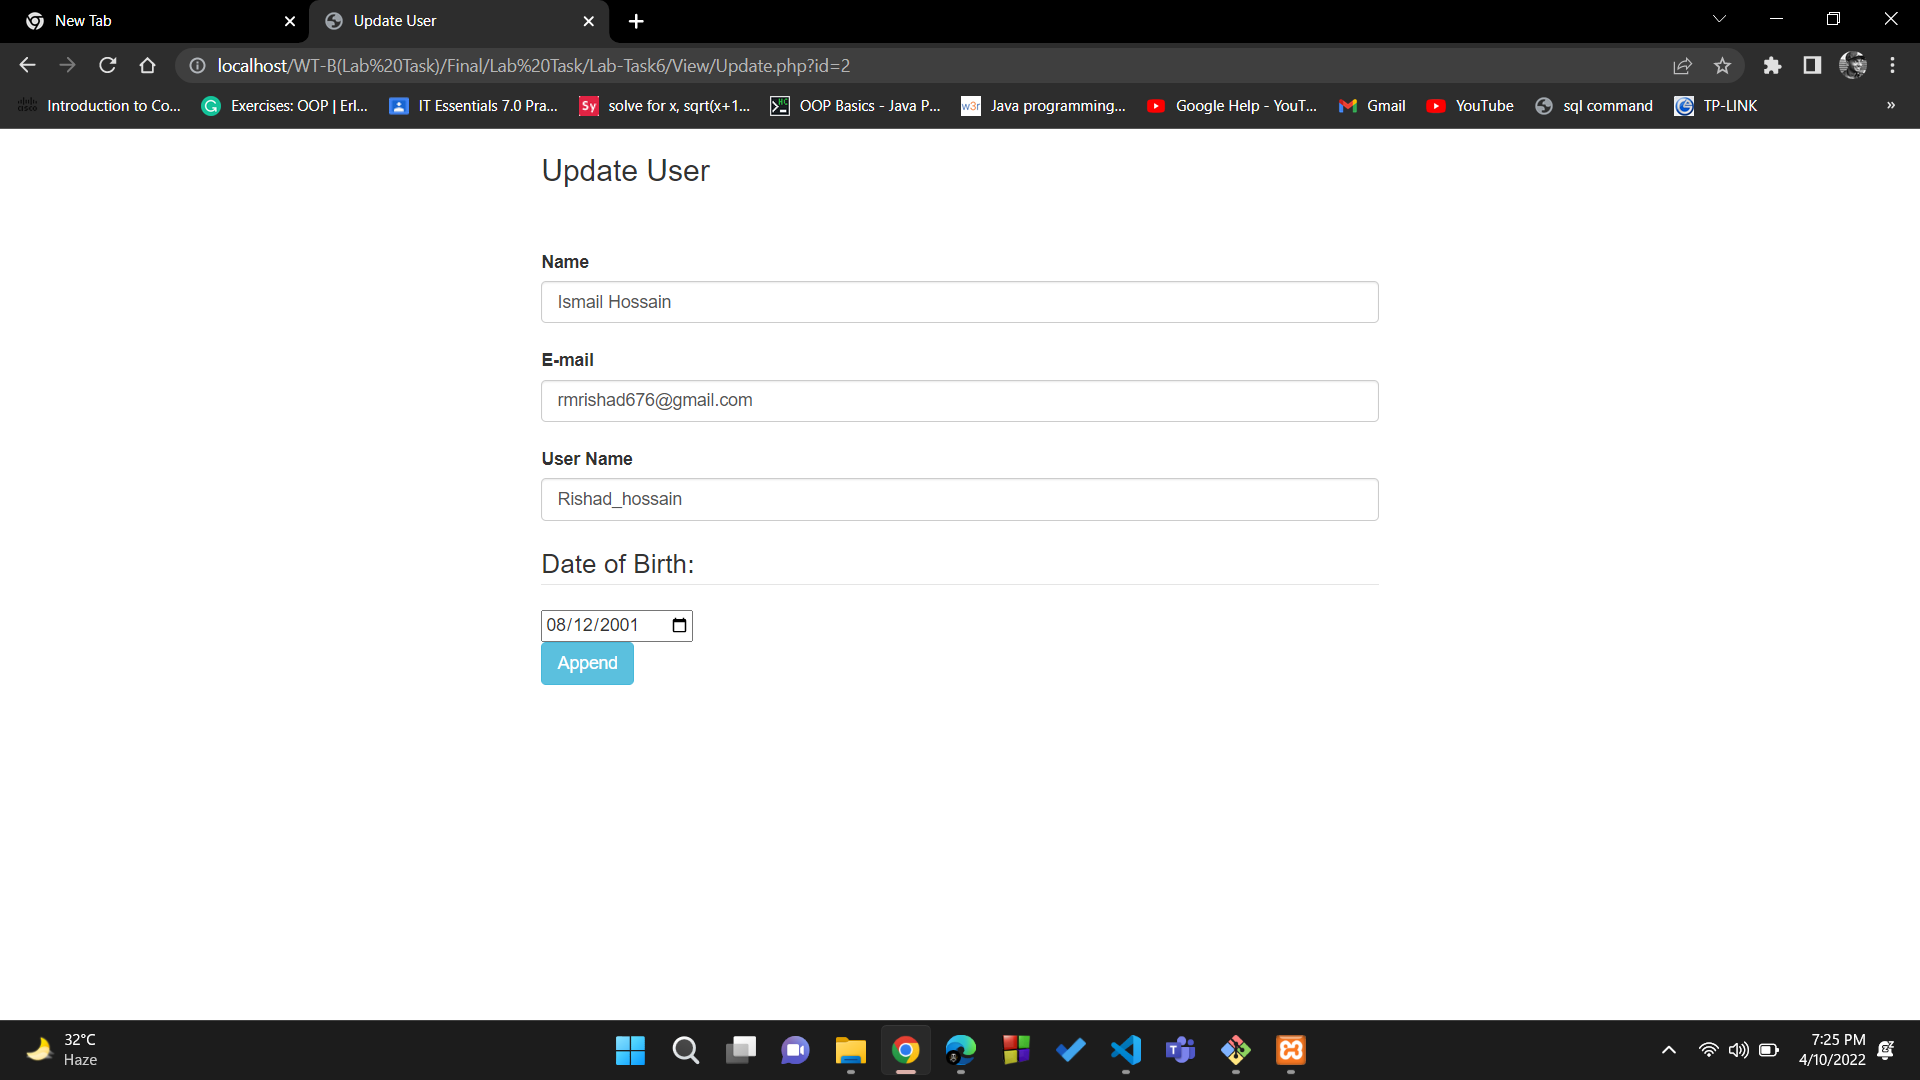 New Tab
Update User
localhost/WT-B(Lab%20Task)/Final/Lab%20Task/Lab-Task6/View/Update.php?id=2
Introduction to Co... Exercises: OOP | Erl... IT Essentials 7.0 Pra... Sy solve for x, sqrt(x+1... OOP Basics - Java P... w3r Java programming... Google Help - YouT... Gmail YouTube sql command TP-LINK »
Update User
Name
Ismail Hossain
E-mail
rmrishad676@gmail.com
User Name
Rishad_hossain
Date of Birth:
08/12/2001
Append
32°C
Haze
7:25 PM
4/10/2022